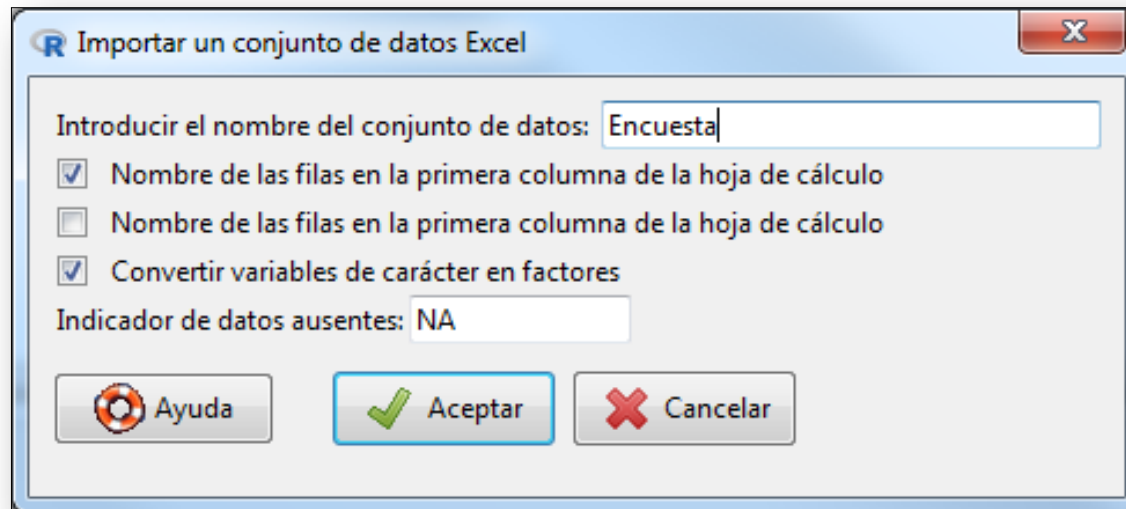 Importar un conjunto de datos Excel
Introducir el nombre del conjunto de datos: Encuesta
Nombre de las filas en la primera columna de la hoja de cálculo
Nombre de las filas en la primera columna de la hoja de cálculo
Convertir variables de carácter en factores
Indicador de datos ausentes: NA
Ayuda Aceptar Cancelar